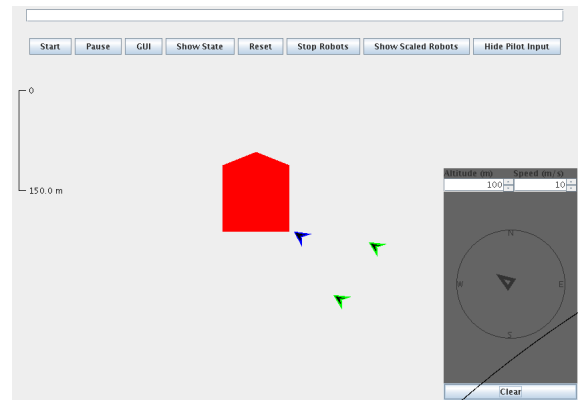 Start Pause GUI Show State Reset Stop Robots Show Scaled Robots Hide Pilot Input
0
150.0 m
Altitude (m) Speed (m/s)
100 10
N
W E
S
Clear